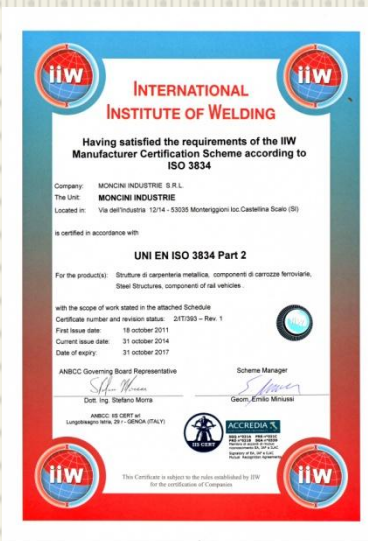 iiw
iiw
INTERNATIONAL
INSTITUTE OF WELDING
Having satisfied the requirements of the IIW
Manufacturer Certification Scheme according to
ISO 3834
Company: MONCINI INDUSTRIE S.R.L.
The Unit: MONCINI INDUSTRIE
Located in: Via dell'Industria 12/14 - 53035 Monteriggioni loc.Castellina Scalo (SI)
is certified in accordance with
UNI EN ISO 3834 Part 2
For the product(s): Strutture di carpenteria metallica, componenti di carrozze ferroviarie,
Steel Structures, components of rail vehicles .
with the scope of work stated in the attached Schedule
Certificate number and revision status: 2/IT/393 – Rev. 1
First Issue date: 18 october 2011
Current issue date: 31 october 2014
Date of expiry: 31 october 2017
ANBCC Governing Board Representative Scheme Manager
Dott. Ing. Stefano Morra Geom. Emilio Miniussi
ANBCC: IIS CERT srl
Lungobisagno Istria, 29 r - GENOA (ITALY)
IIS CERT
ACCREDIA
This Certificate is subject to the rules established by IIW
for the certification of Companies
iiw
iiw